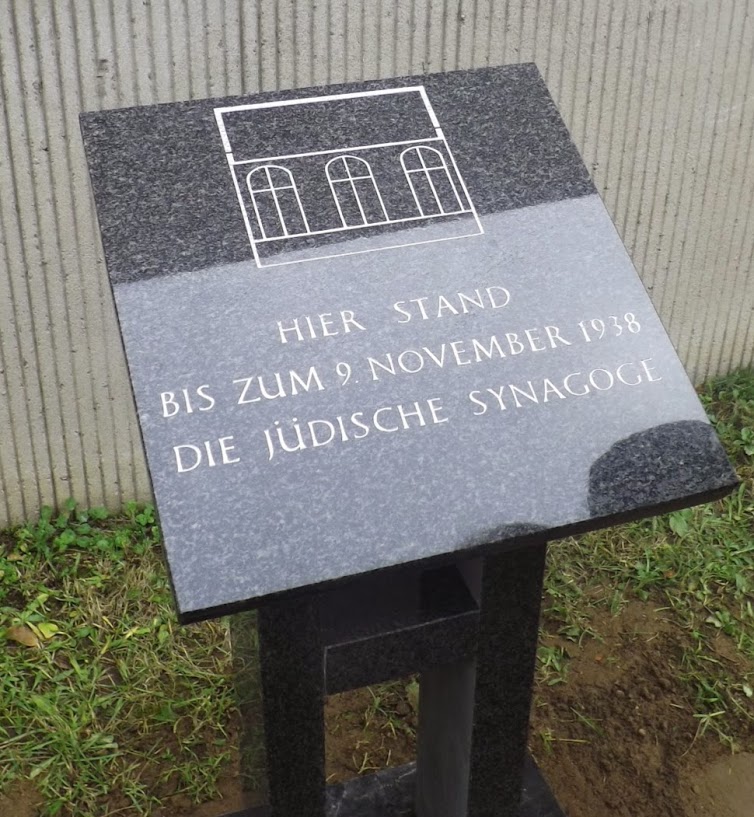 HIER STAND
BIS ZUM 9. NOVEMBER 1938
DIE JÜDISCHE SYNAGOGE